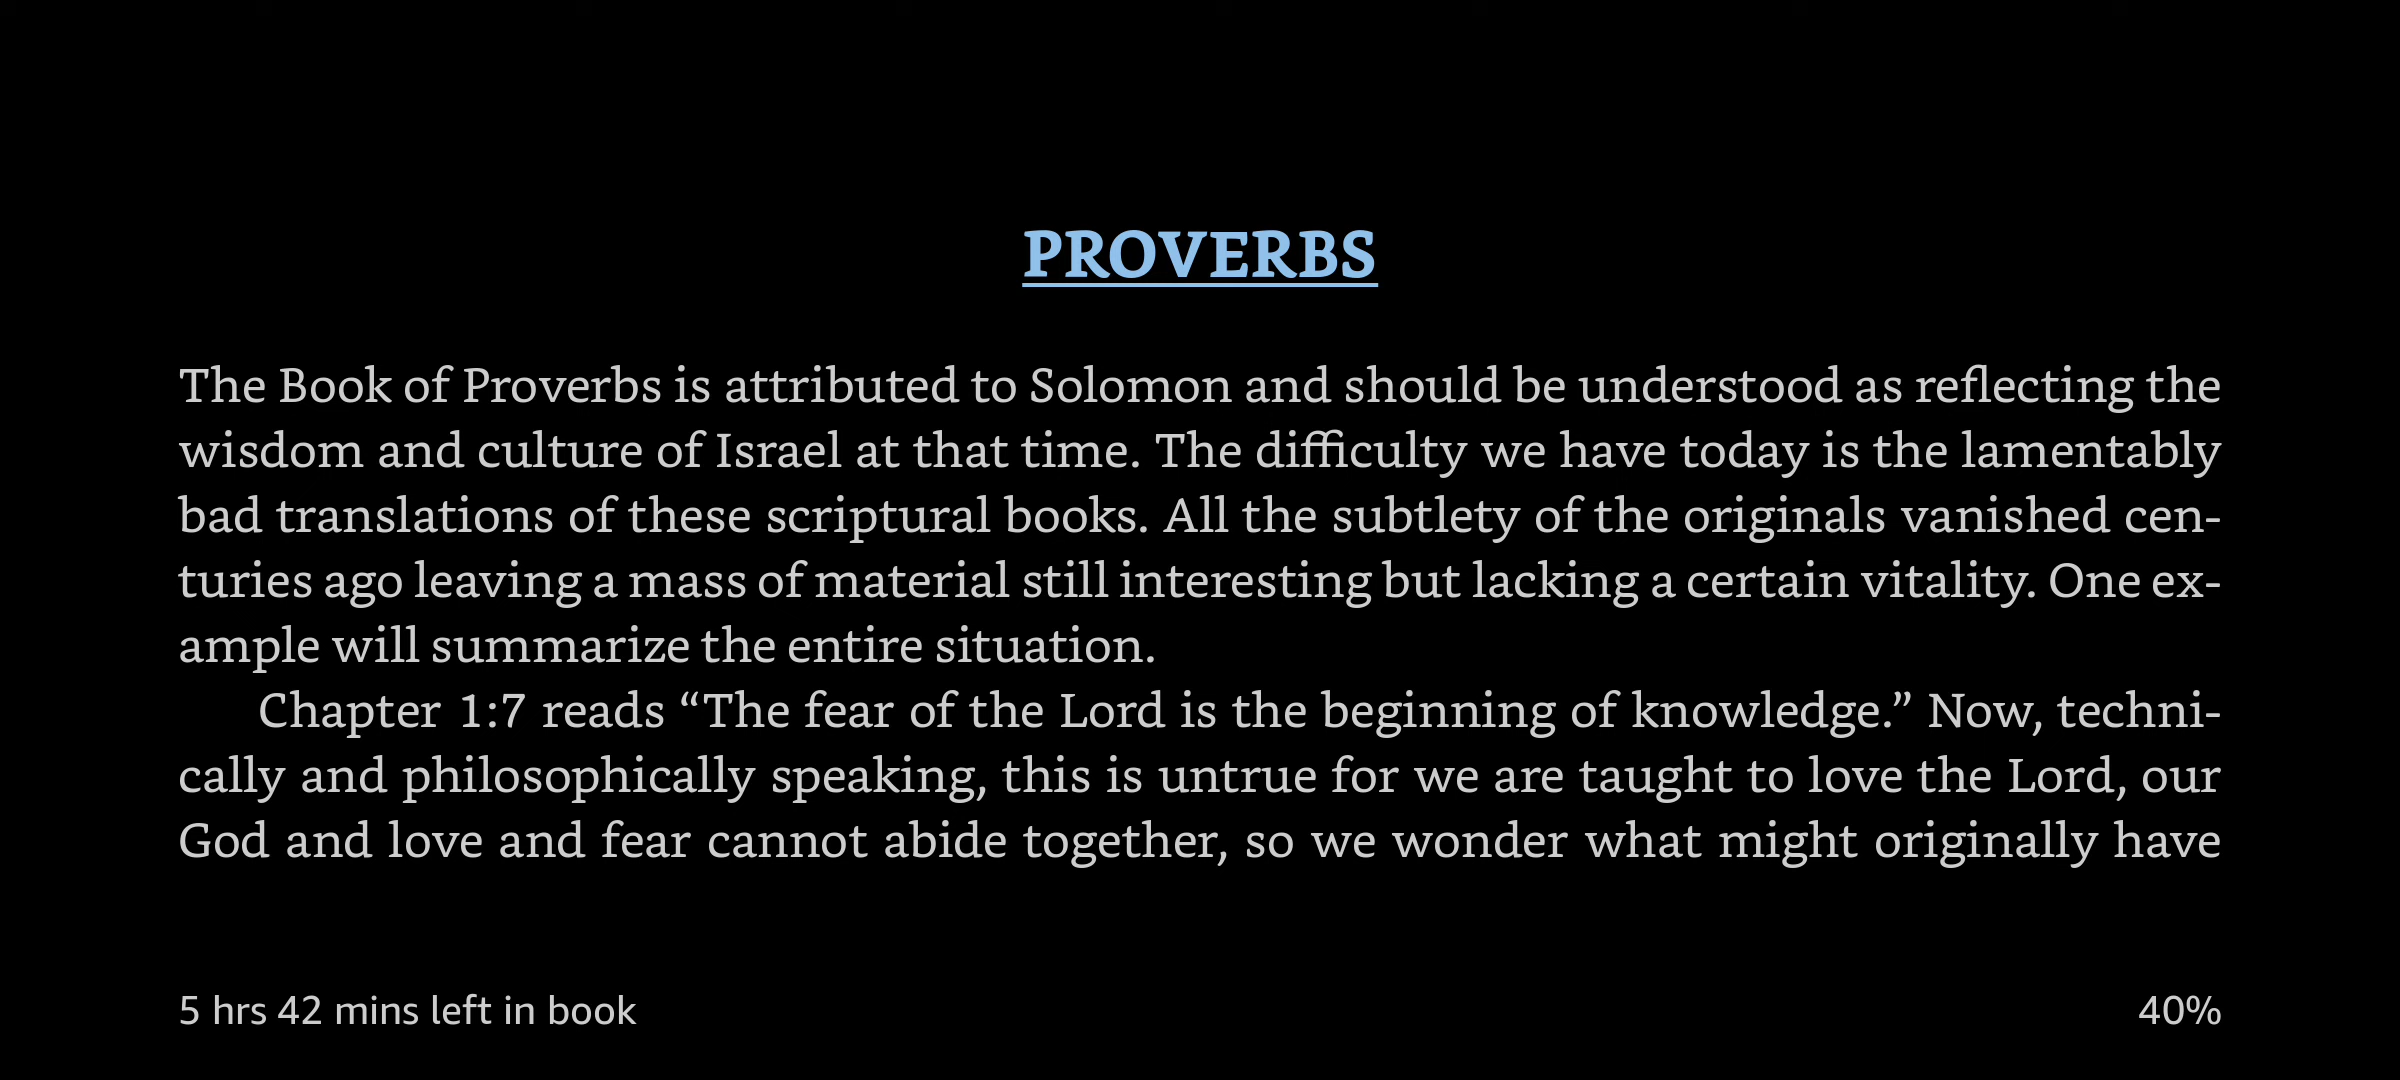 PROVERBS
The Book of Proverbs is attributed to Solomon and should be understood as reflecting the
wisdom and culture of Israel at that time. The difficulty we have today is the lamentably
bad translations of these scriptural books. All the subtlety of the originals vanished cen-
turies ago leaving a mass of material still interesting but lacking a certain vitality. One ex-
ample will summarize the entire situation.
Chapter 1:7 reads “The fear of the Lord is the beginning of knowledge.” Now, techni-
cally and philosophically speaking, this is untrue for we are taught to love the Lord, our
God and love and fear cannot abide together, so we wonder what might originally have
5 hrs 42 mins left in book
40%